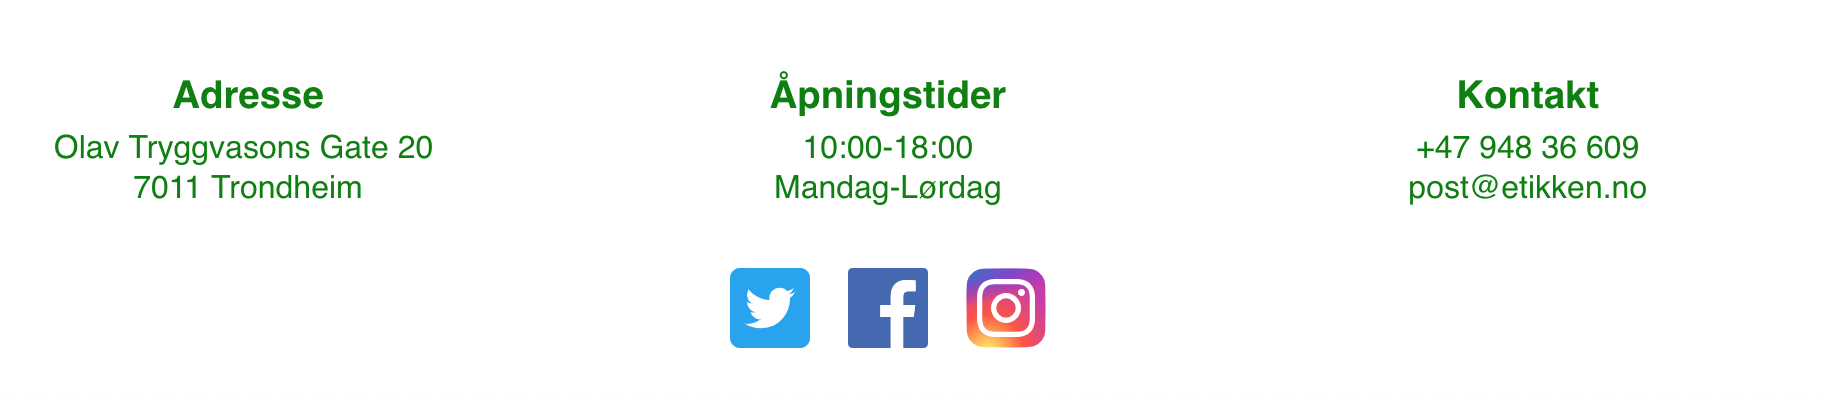 Adresse
Olav Tryggvasons Gate 20
7011 Trondheim
Åpningstider
10:00-18:00
Mandag-Lørdag
Kontakt
+47 948 36 609
post@etikken.no